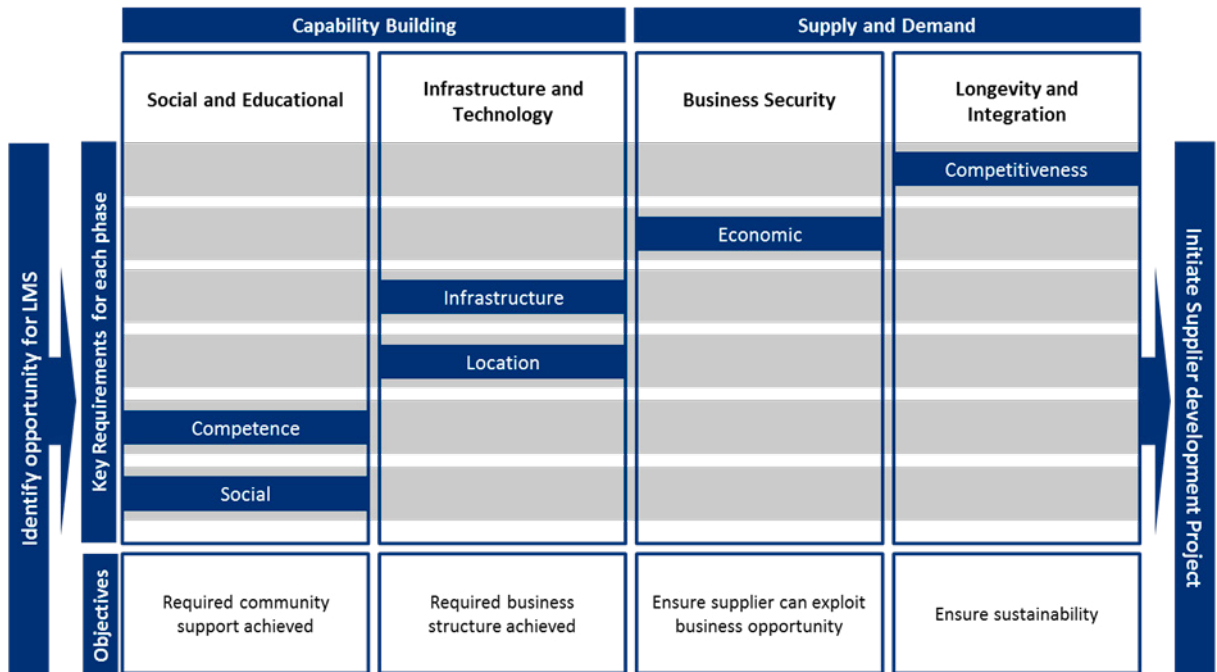 Capability Building
Supply and Demand
Social and Educational
Infrastructure and
Technology
Business Security
Longevity and
Integration
Identify opportunity for LMS
Key Requirements for each phase
Competitiveness
Economic
Infrastructure
Location
Competence
Social
Initiate Supplier development Project
Objectives
Required community
support achieved
Required business
structure achieved
Ensure supplier can exploit
business opportunity
Ensure sustainability